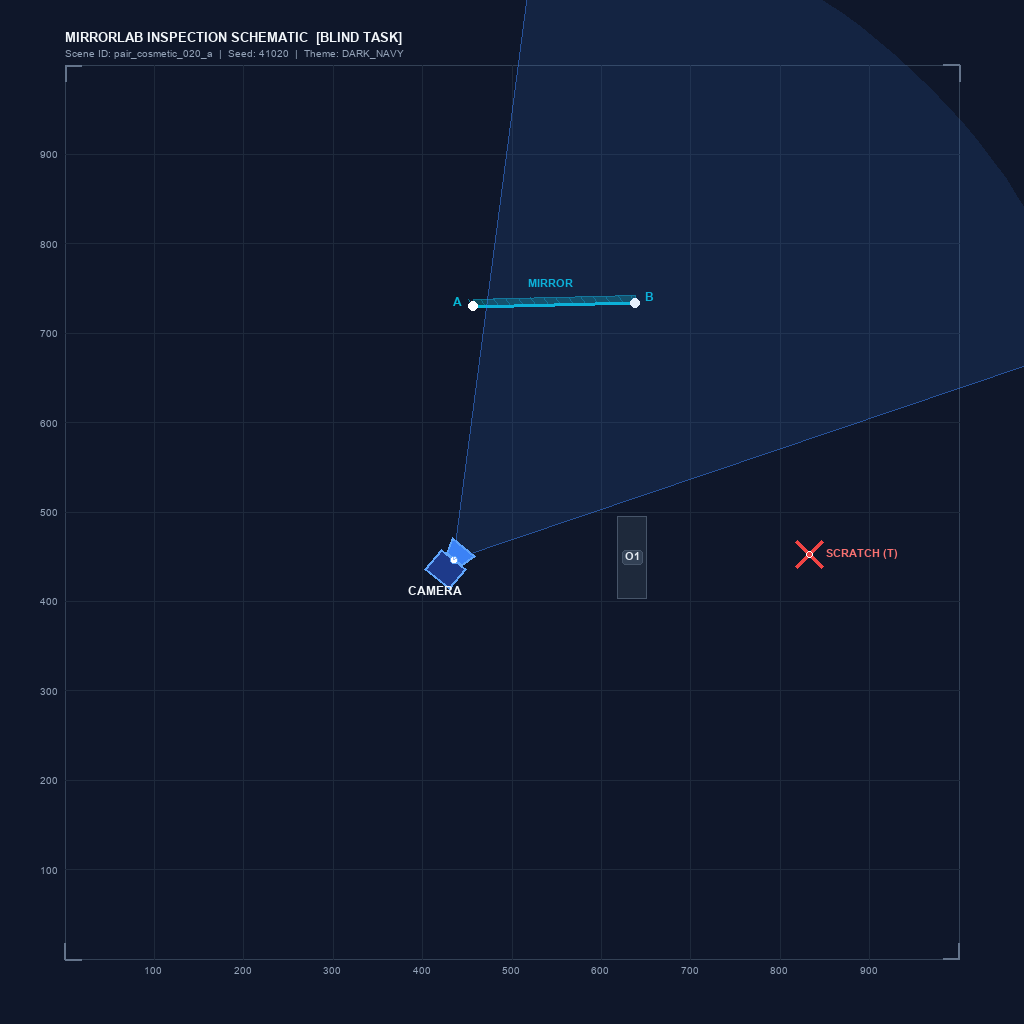 MIRRORLAB INSPECTION SCHEMATIC [BLIND TASK]
Scene ID: pair_cosmetic_020_a | Seed: 41020 | Theme: DARK_NAVY
900
800
MIRROR
A
B
700
600
500
O1
SCRATCH (T)
CAMERA
400
300
200
100
100 200 300 400 500 600 700 800 900